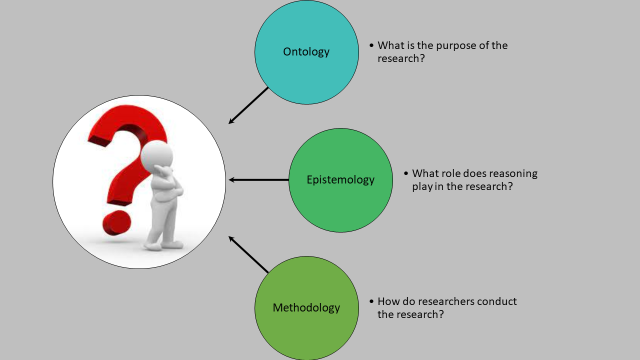 Ontology
• What is the purpose of the
research?
Epistemology
• What role does reasoning
play in the research?
Methodology
• How do researchers conduct
the research?